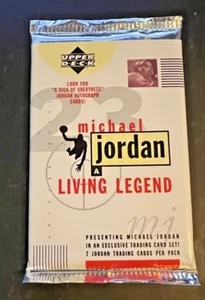 UPPER
DECK
LOOK FOR
"A SIGN OF GREATNESS"
JORDAN AUTOGRAPH
CARDS!
23
michael
jordan
A
LIVING LEGEND
mj
PRESENTING MICHAEL JORDAN
IN AN EXCLUSIVE TRADING CARD SET!
7 JORDAN TRADING CARDS PER PACK